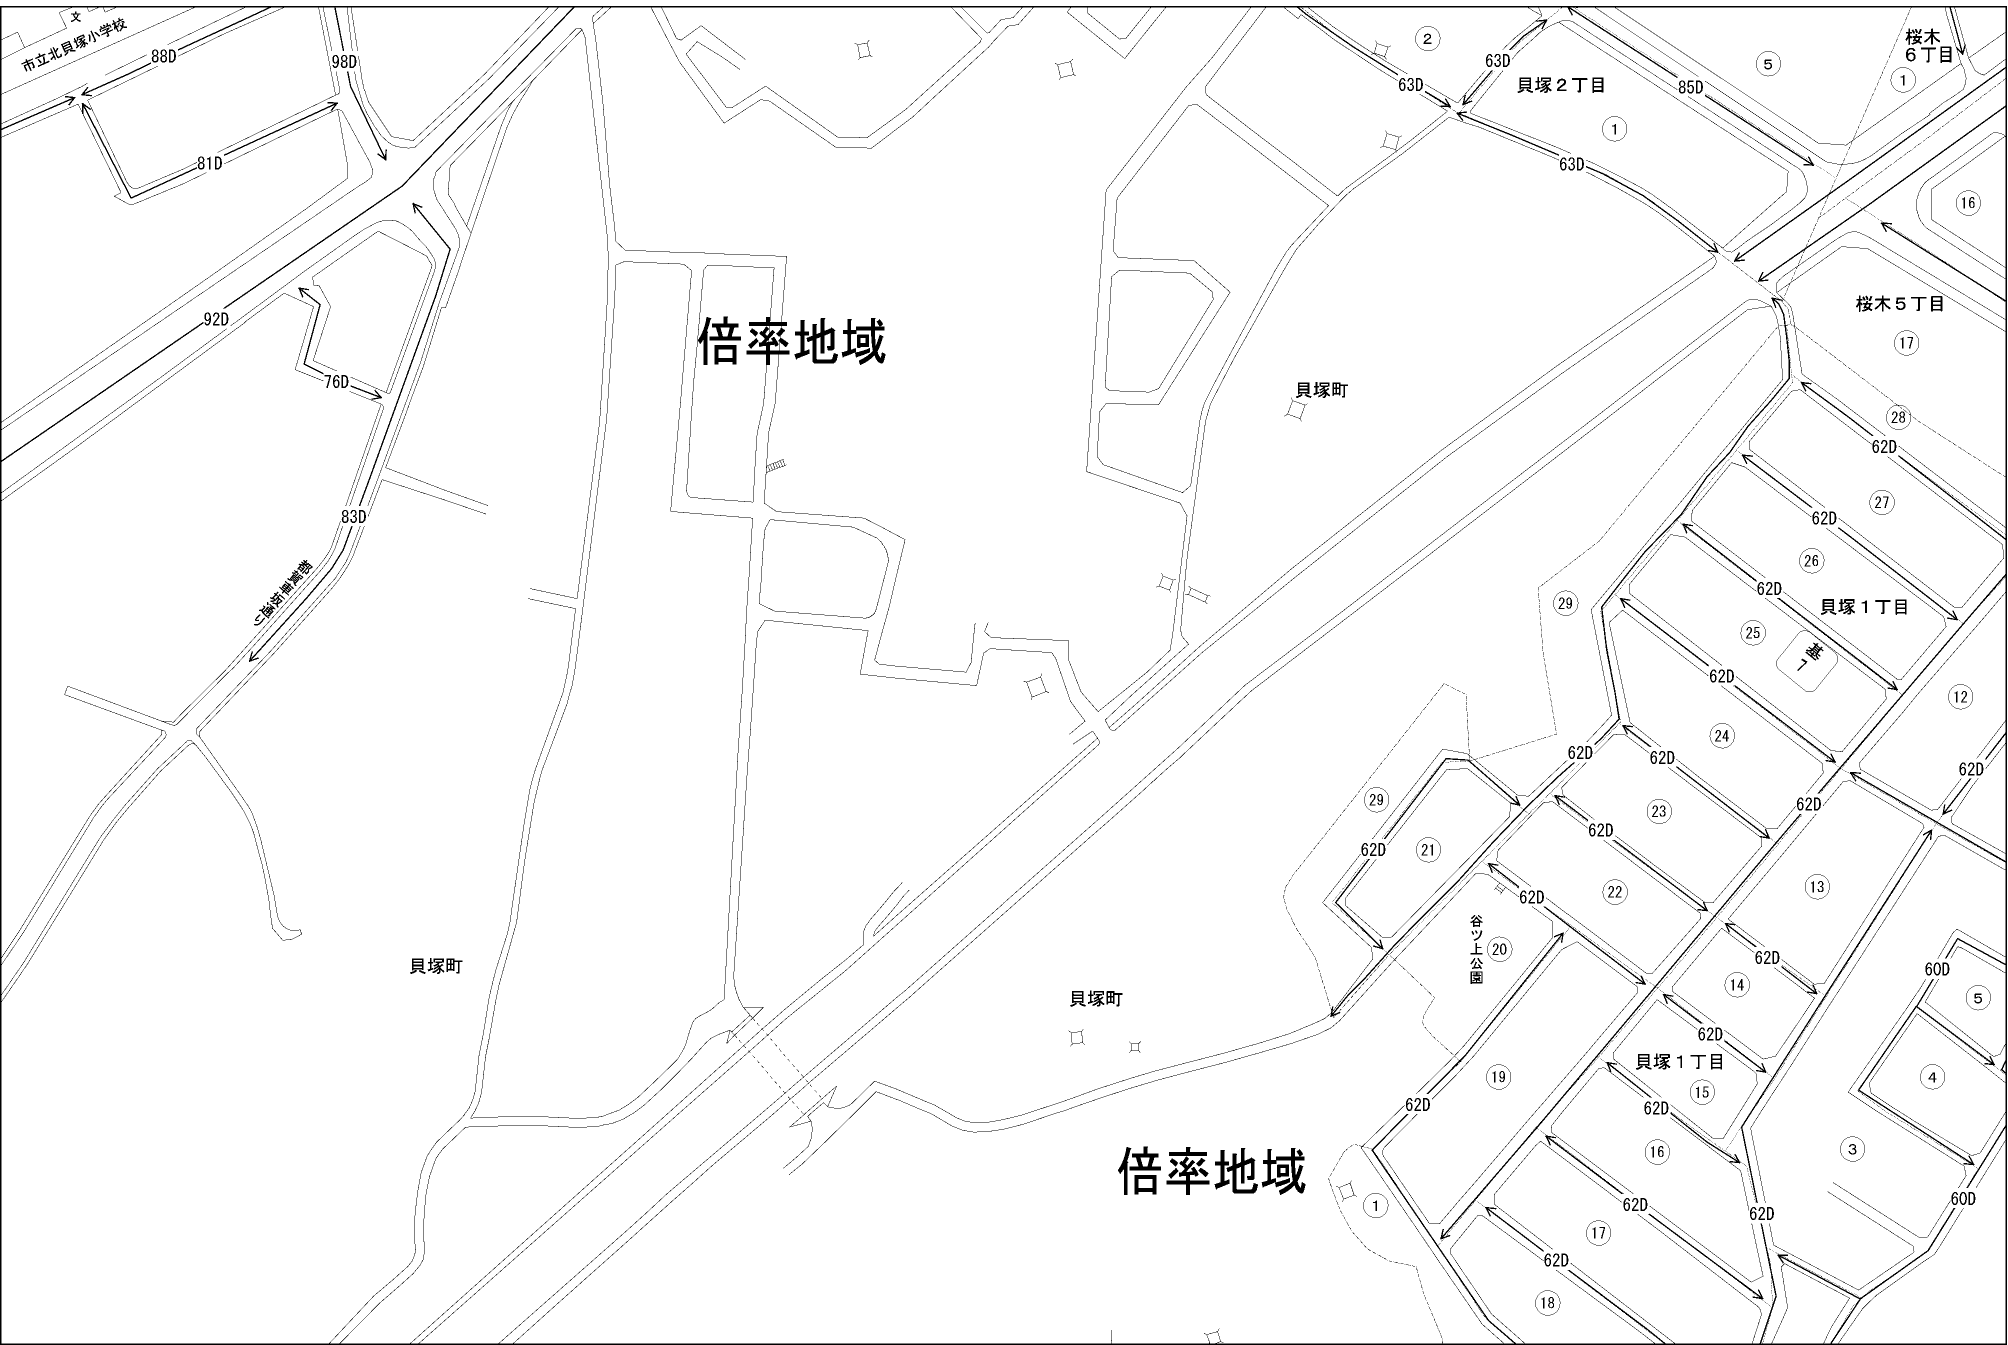 文
市立北貝塚小学校
88D
98D
81D
92D
76D
83D
都賀車坂通り
倍率地域
貝塚町
②
63D
63D
貝塚２丁目
①
63D
85D
⑤
桜木
６丁目
①
⑯
桜木５丁目
⑰
㉘
62D
㉗
62D
㉖
62D
貝塚１丁目
㉙
㉕
基
7
62D
⑫
㉔
62D
62D
62D
㉓
62D
62D
㉙
㉑
62D
62D
⑬
㉒
62D
谷ツ上公園
⑳
62D
⑭
60D
⑤
貝塚町
貝塚町
62D
貝塚１丁目
⑮
④
⑲
62D
62D
③
⑯
倍率地域
①
62D
62D
60D
⑰
62D
⑱